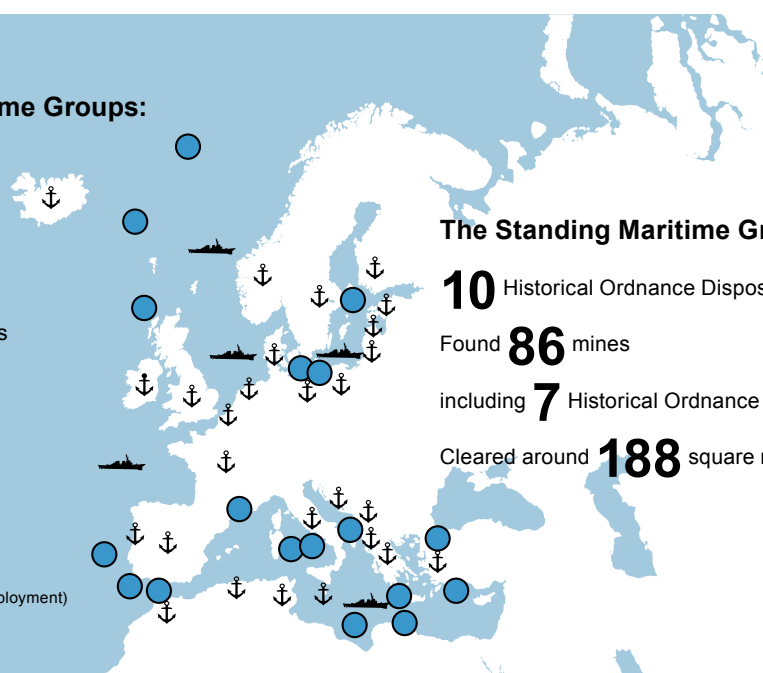 me Groups:
The Standing Maritime Gr
10 Historical Ordnance Dispos
s
Found 86 mines
including 7 Historical Ordnance
Cleared around 188 square
ployment)